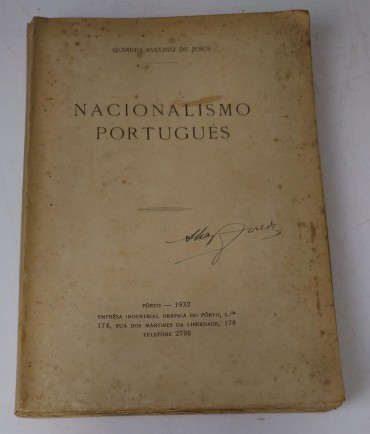 QUIRINO AVELINO DE JESUS
NACIONALISMO
PORTUGUÊS
PÔRTO — 1932
EMPRÊSA INDUSTRIAL GRÁFICA DO PÔRTO, L.da
174, RUA DOS MÁRTIRES DA LIBERDADE, 178
TELEFONE 2798